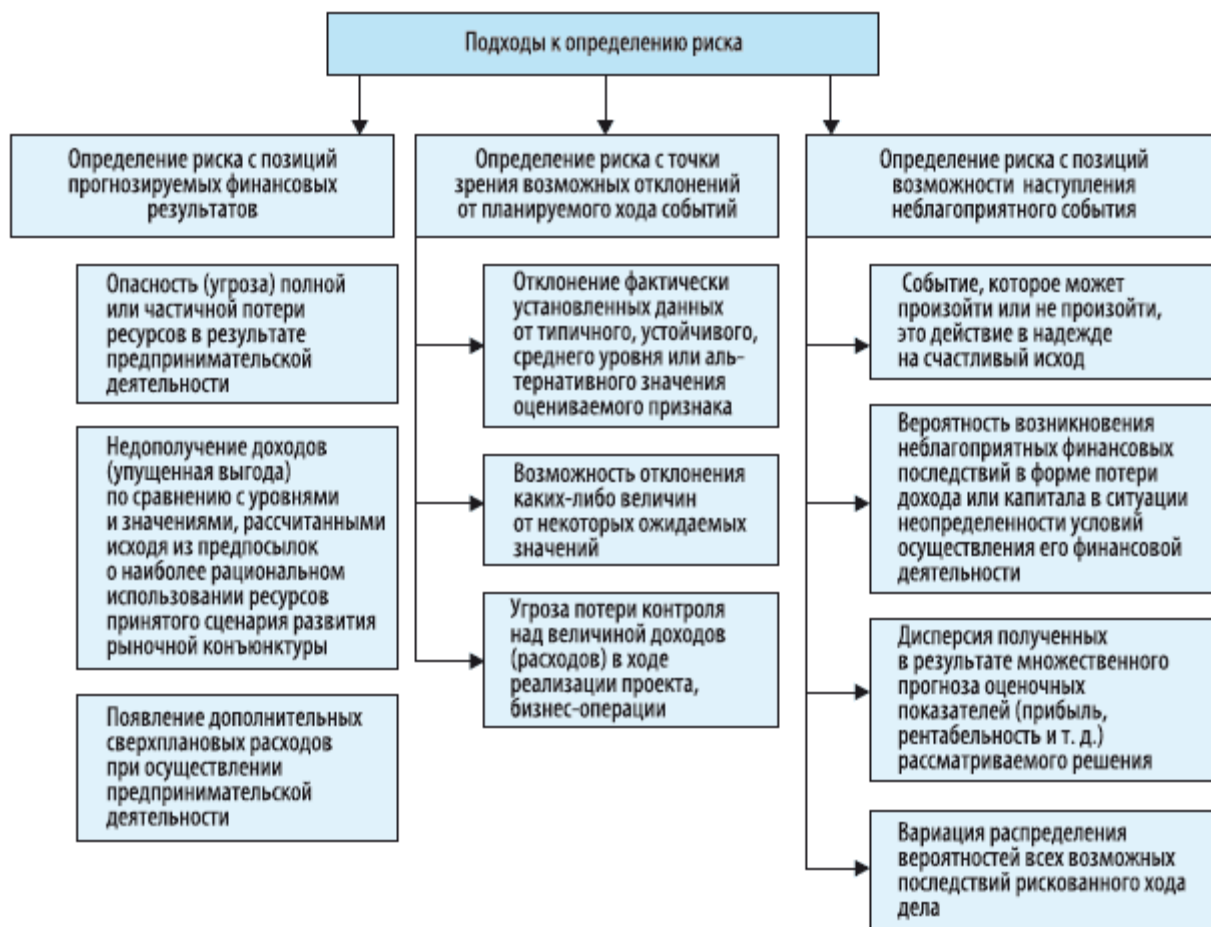 Подходы к определению риска
Определение риска с позиций
прогнозируемых финансовых
результатов
Опасность (угроза) полной
или частичной потери
ресурсов в результате
предпринимательской
деятельности
Недополучение доходов
(упущенная выгода)
по сравнению с уровнями
и значениями, рассчитанными
исходя из предпосылок
о наиболее рациональном
использовании ресурсов
принятого сценария развития
рыночной конъюнктуры
Появление дополнительных
сверхплановых расходов
при осуществлении
предпринимательской
деятельности
Определение риска с точки
зрения возможных отклонений
от планируемого хода событий
Отклонение фактически
установленных данных
от типичного, устойчивого,
среднего уровня или аль-
тернативного значения
оцениваемого признака
Возможность отклонения
каких-либо величин
от некоторых ожидаемых
значений
Угроза потери контроля
над величиной доходов
(расходов) в ходе
реализации проекта,
бизнес-операции
Определение риска с позиций
возможности наступления
неблагоприятного события
Событие, которое может
произойти или не произойти,
это действие в надежде
на счастливый исход
Вероятность возникновения
неблагоприятных финансовых
последствий в форме потери
дохода или капитала в ситуации
неопределенности условий
осуществления его финансовой
деятельности
Дисперсия полученных
в результате множественного
прогноза оценочных
показателей (прибыль,
рентабельность и т. д.)
рассматриваемого решения
Вариация распределения
вероятностей всех возможных
последствий рискованного хода
дела